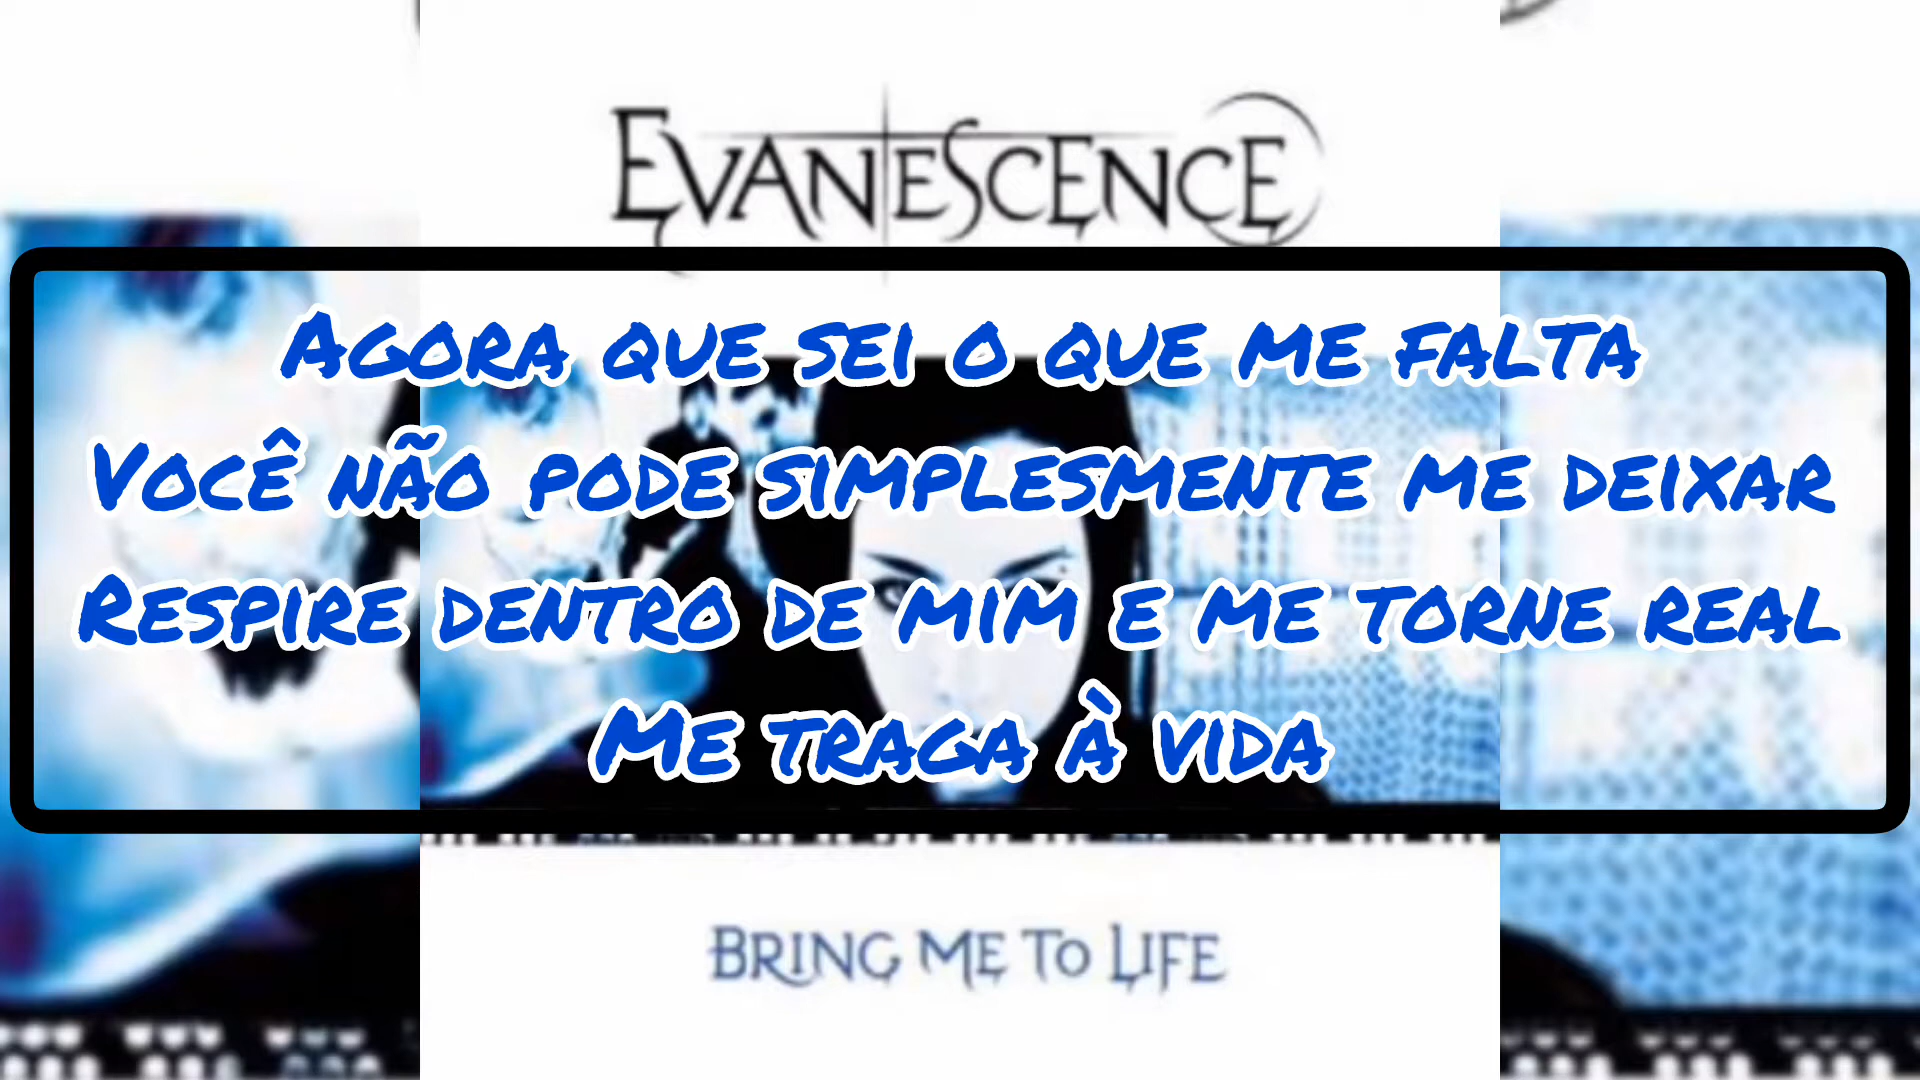 Evanescence
Agora que sei o que me falta
Você não pode simplesmente me deixar
Respire dentro de mim e me torne real
Me traga à vida
Bring Me To Life